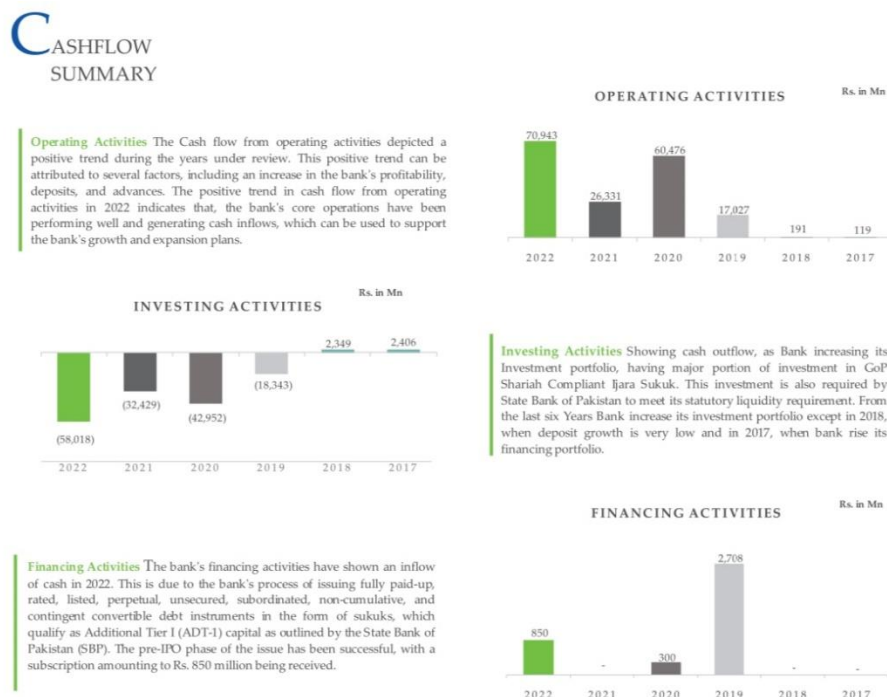 CASHFLOW
SUMMARY
Operating Activities The Cash flow from operating activities depicted a
positive trend during the years under review. This positive trend can be
attributed to several factors, including an increase in the bank's profitability,
deposits, and advances. The positive trend in cash flow from operating
activities in 2022 indicates that, the bank's core operations have been
performing well and generating cash inflows, which can be used to support
the bank's growth and expansion plans.
OPERATING ACTIVITIES
Rs. in Mn
70,943
26,331
60,476
17,027
191
119
2022 2021 2020 2019 2018 2017
INVESTING ACTIVITIES
Rs. in Mn
2,349
2,406
(18,343)
(32,429)
(42,952)
(58,018)
2022 2021 2020 2019 2018 2017
Investing Activities Showing cash outflow, as Bank increasing its
Investment portfolio, having major portion of investment in GoP
Shariah Compliant Ijara Sukuk. This investment is also required by
State Bank of Pakistan to meet its statutory liquidity requirement. From
the last six Years Bank increase its investment portfolio except in 2018,
when deposit growth is very low and in 2017, when bank rise its
financing portfolio.
Financing Activities The bank's financing activities have shown an inflow
of cash in 2022. This is due to the bank's process of issuing fully paid-up,
rated, listed, perpetual, unsecured, subordinated, non-cumulative, and
contingent convertible debt instruments in the form of sukuks, which
qualify as Additional Tier I (ADT-1) capital as outlined by the State Bank of
Pakistan (SBP). The pre-IPO phase of the issue has been successful, with a
subscription amounting to Rs. 850 million being received.
FINANCING ACTIVITIES
Rs. in Mn
2,708
850
-
300
-
-
2022 2021 2020 2019 2018 2017